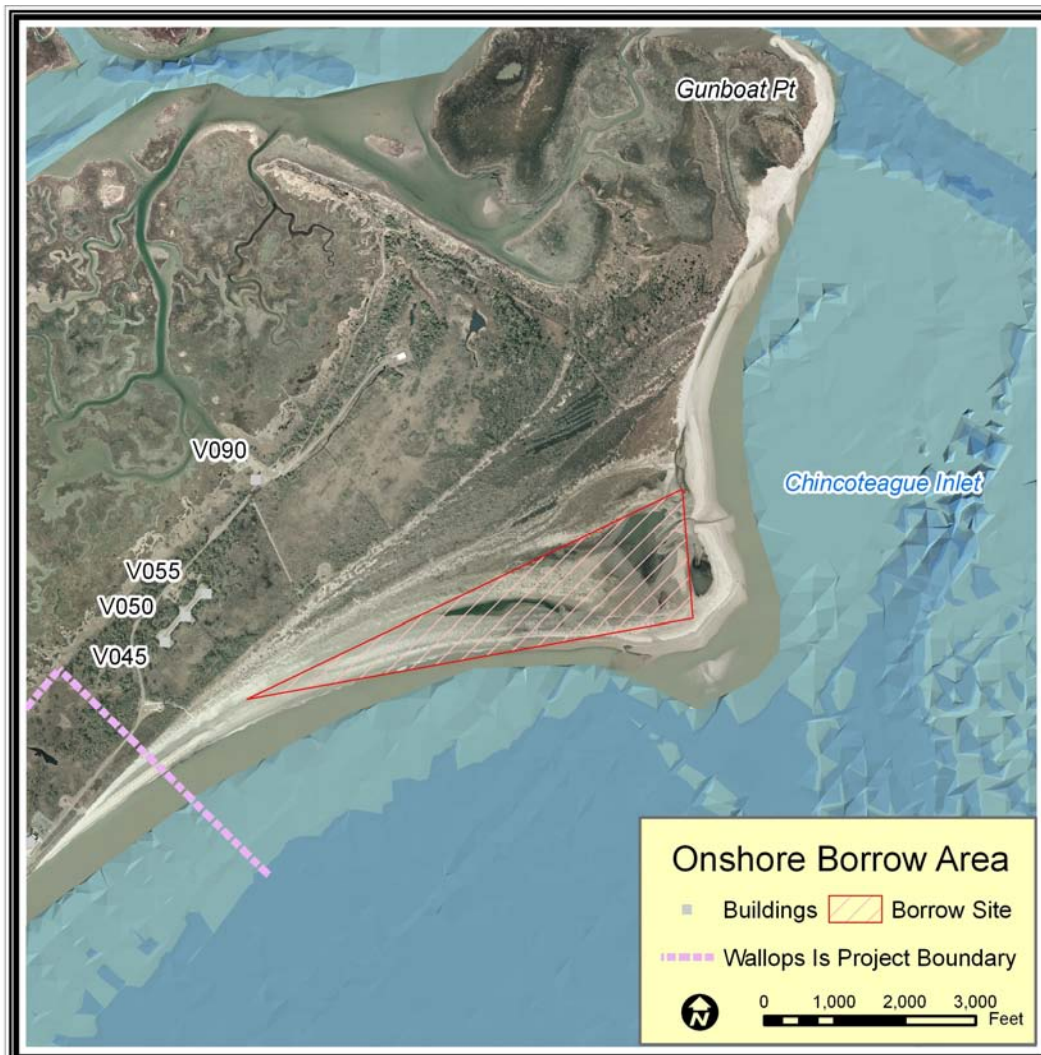 Gunboat Pt
Chincoteague Inlet
V090
V055
V050
V045
Onshore Borrow Area
Buildings
Borrow Site
Wallops Is Project Boundary
N
0 1,000 2,000 3,000
Feet